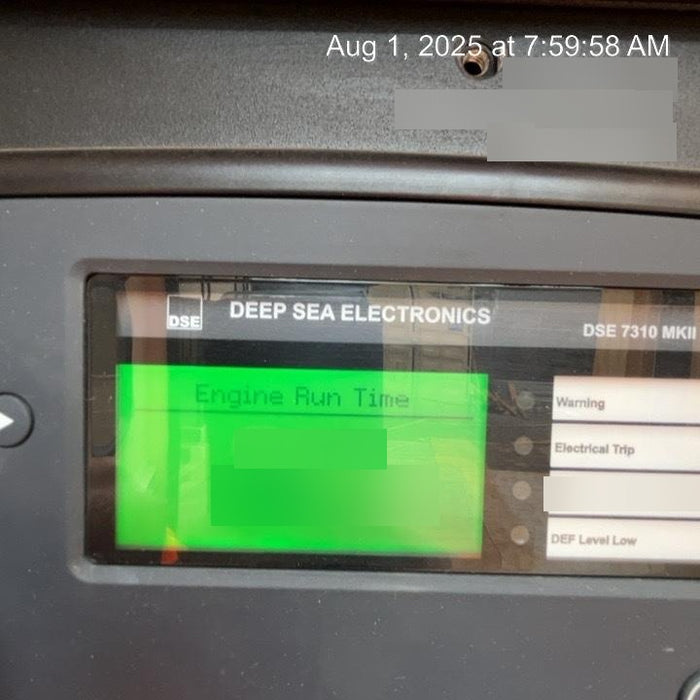 Aug 1, 2025 at 7:59:58 AM
DSE
DEEP SEA ELECTRONICS
DSE 7310 MKII
Engine Run Time
Warning
Electrical Trip
DEF Level Low